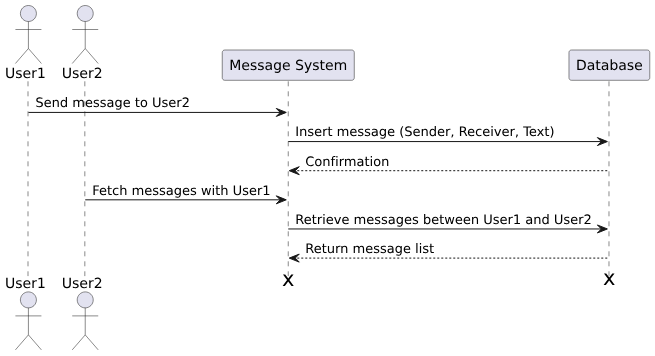 User1
User2
Message System
Database
Send message to User2
Insert message (Sender, Receiver, Text)
Confirmation
Fetch messages with User1
Retrieve messages between User1 and User2
Return message list
User1
User2